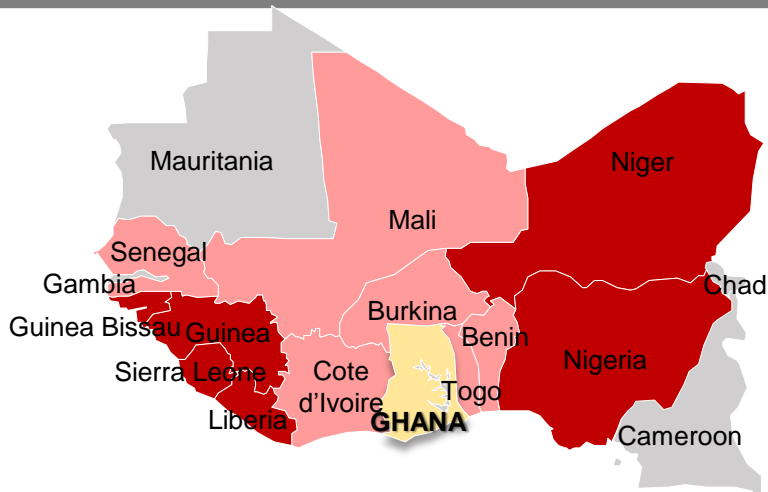 Mauritania
Niger
Mali
Senegal
Gambia
Chad
Burkina
Guinea Bissau
Guinea
Benin
Nigeria
Sierra Leone
Cote
d’Ivoire
Togo
Liberia
GHANA
Cameroon